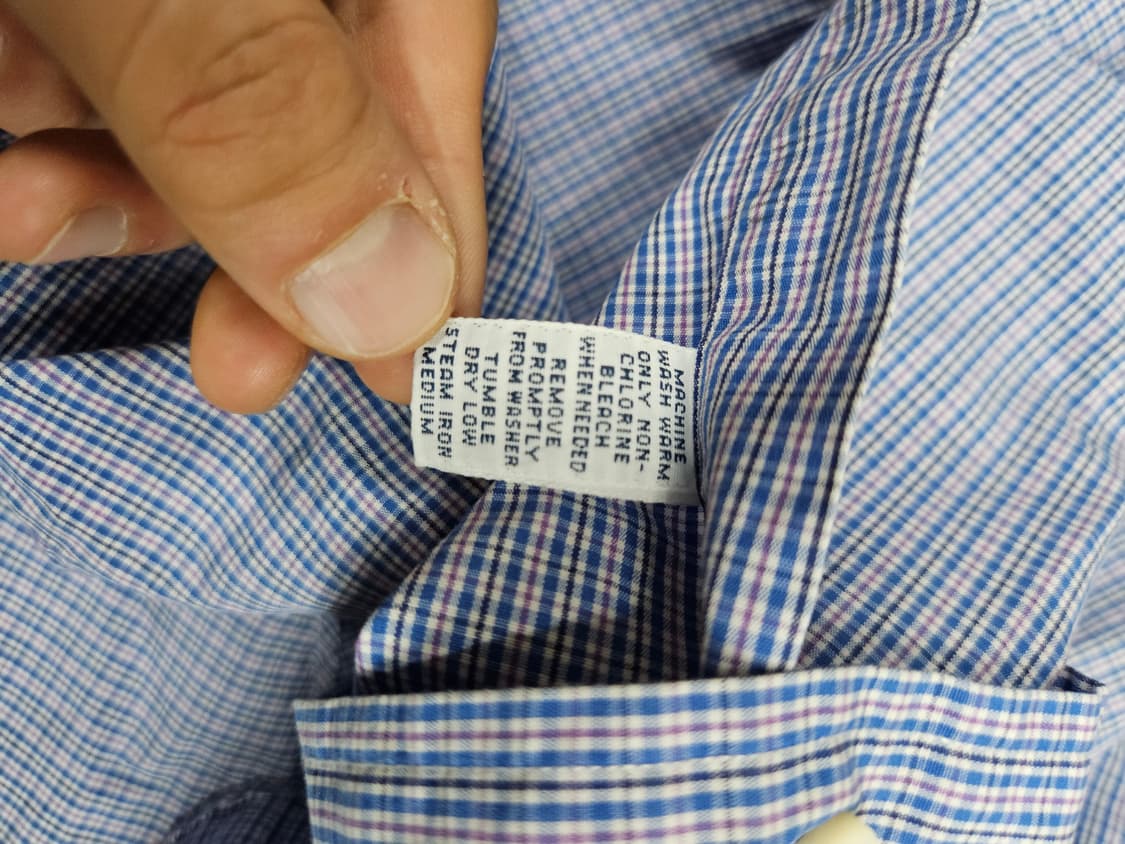 MACHINE
WASH WARM
ONLY NON-
CHLORINE
BLEACH
WHEN NEEDED
REMOVE
PROMPTLY
FROM WASHER
TUMBLE
DRY LOW
STEAM IRON
MEDIUM